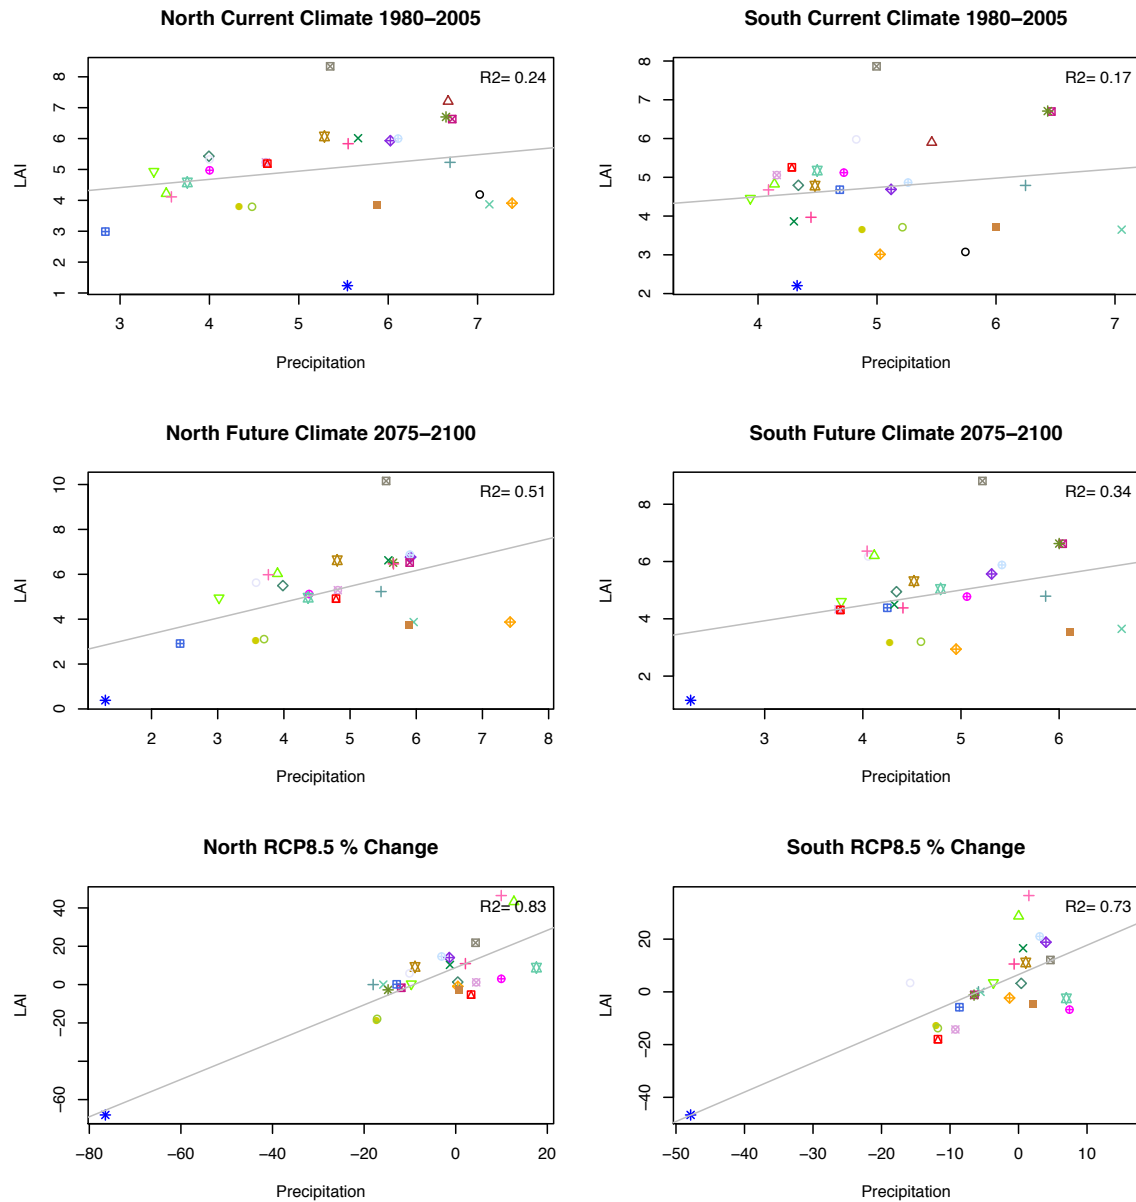 North Current Climate 1980−2005
R2= 0.24
LAI
1 2 3 4 5 6 7 8
3 4 5 6 7
Precipitation
South Current Climate 1980−2005
R2= 0.17
LAI
2 3 4 5 6 7 8
4 5 6 7
Precipitation
North Future Climate 2075−2100
R2= 0.51
LAI
0 2 4 6 8 10
2 3 4 5 6 7 8
Precipitation
South Future Climate 2075−2100
R2= 0.34
LAI
2 4 6 8
3 4 5 6
Precipitation
North RCP8.5 % Change
R2= 0.83
LAI
−60 −20 0 20 40
−80 −60 −40 −20 0 20
Precipitation
South RCP8.5 % Change
R2= 0.73
LAI
−40 −20 0 20
−50 −40 −30 −20 −10 0 10
Precipitation